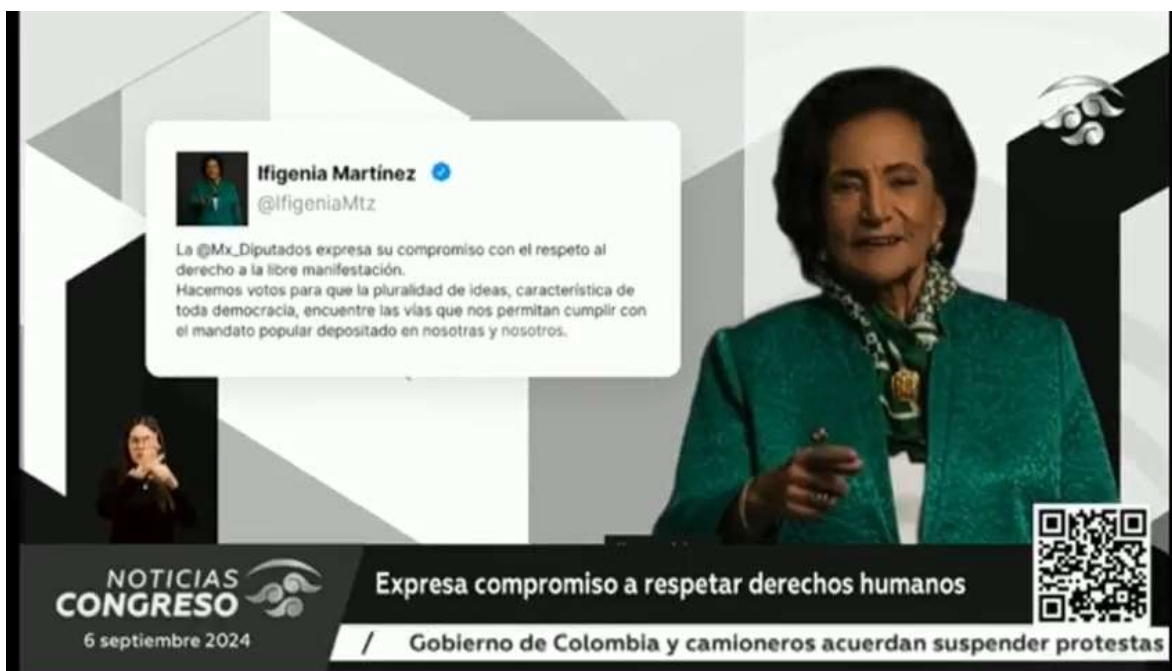 Ifigenia Martínez
@IfigeniaMtz
La @Mx_Diputados expresa su compromiso con el respeto al
derecho a la libre manifestación.
Hacemos votos para que la pluralidad de ideas, característica de
toda democracia, encuentre las vías que nos permitan cumplir con
el mandato popular depositado en nosotras y nosotros.
NOTICIAS
CONGRESO
6 septiembre 2024
Expresa compromiso a respetar derechos humanos
/ Gobierno de Colombia y camioneros acuerdan suspender protestas